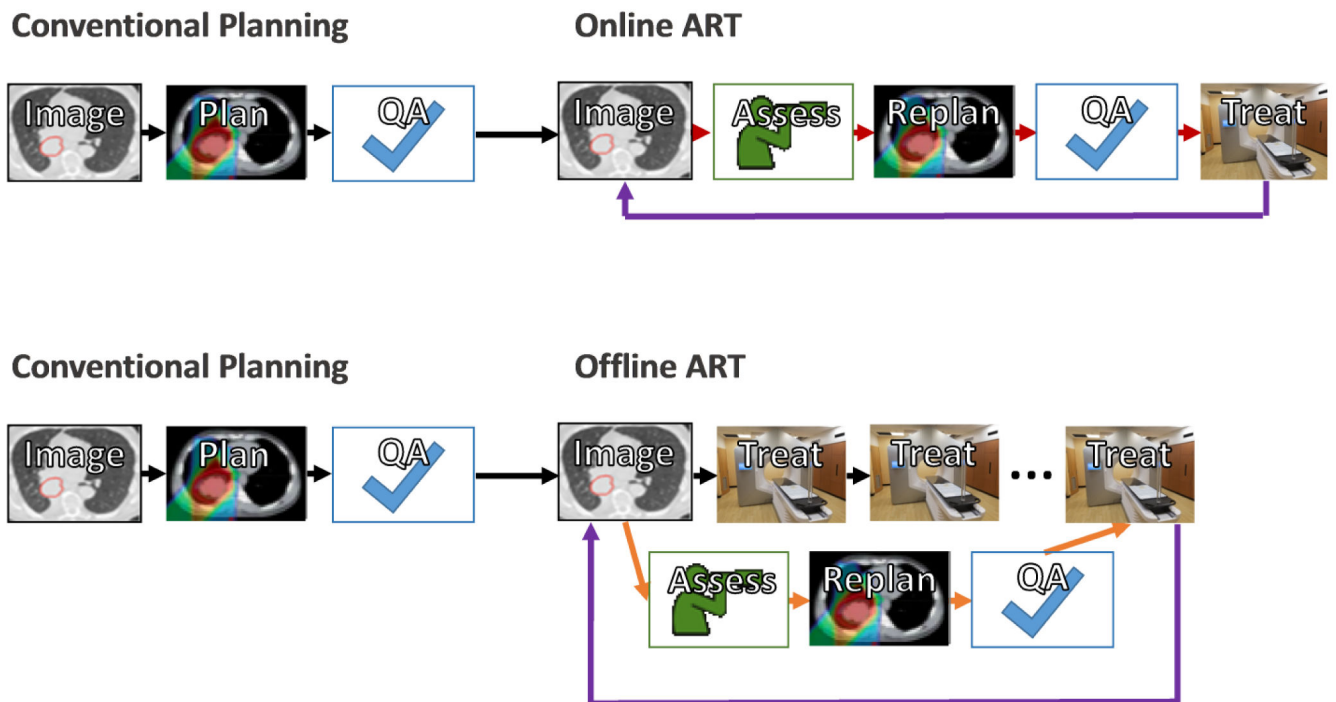 Conventional Planning
Online ART
Image
Plan
QA
Image
Assess
Replan
QA
Treat
Conventional Planning
Offline ART
Image
Plan
QA
Image
Treat
Treat
...
Treat
Assess
Replan
QA